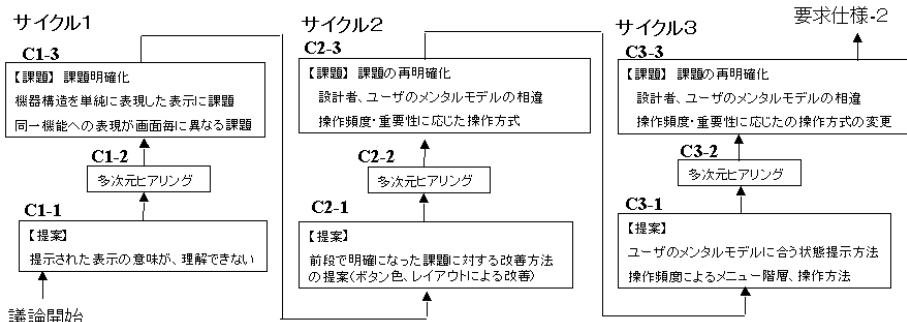 サイクル1
C1-3
【課題】 課題明確化
機器構造を単純に表現した表示に課題
同一機能への表現が画面毎に異なる課題
C1-2
多次元ヒアリング
C1-1
【提案】
提示された表示の意味が、理解できない
議論開始
サイクル2
C2-3
【課題】 課題の再明確化
設計者、ユーザのメンタルモデルの相違
操作頻度・重要性に応じた操作方式
C2-2
多次元ヒアリング
C2-1
【提案】
前段で明確になった課題に対する改善方法
の提案(ボタン色、レイアウトによる改善)
サイクル3
要求仕様-2
C3-3
【課題】 課題の再明確化
設計者、ユーザのメンタルモデルの相違
操作頻度・重要性に応じたの操作方式の変更
C3-2
多次元ヒアリング
C3-1
【提案】
ユーザのメンタルモデルに合う状態提示方法
操作頻度によるメニュー階層、操作方法